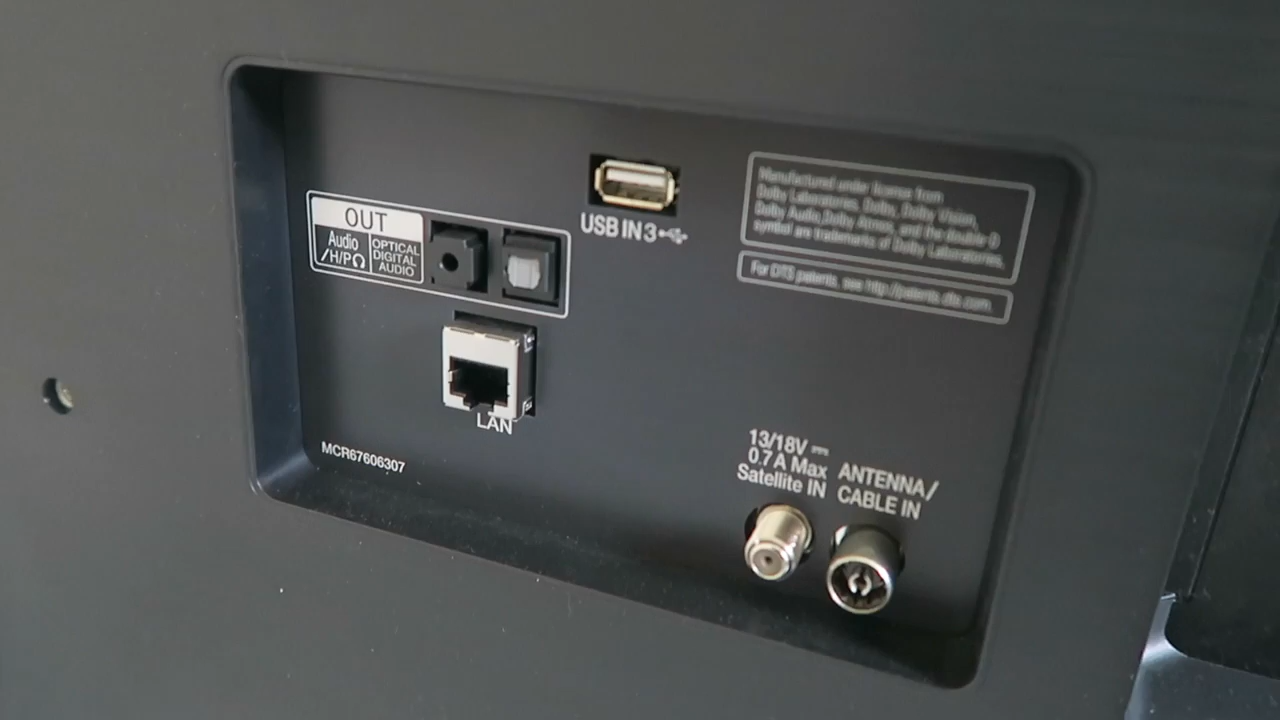 OUT
Audio
/H/P
OPTICAL
DIGITAL
AUDIO
USB IN 3
LAN
MCR67606307
Manufactured under license from
Dolby Laboratories. Dolby, Dolby Vision,
Dolby Audio, Dolby Atmos, and the double-D
symbol are trademarks of Dolby Laboratories.
For DTS patents, see http://patents.dts.com.
13/18V
0.7 A Max
Satellite IN
ANTENNA/
CABLE IN